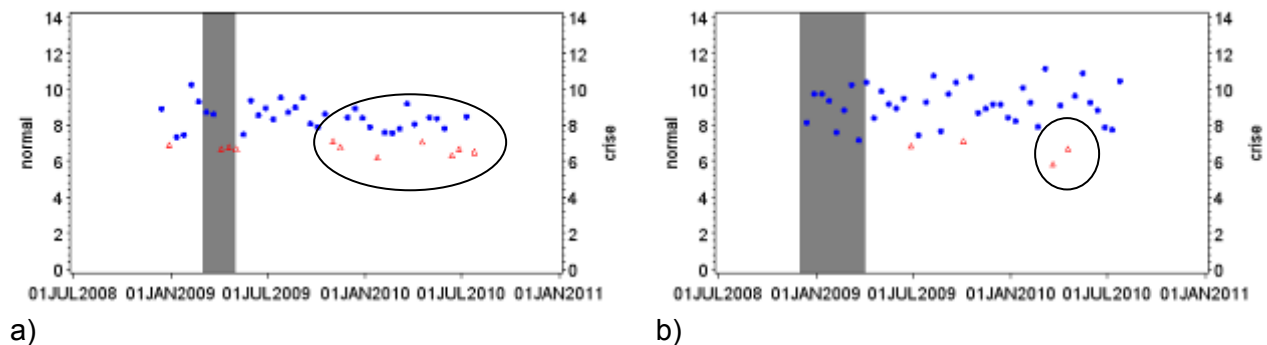 14 14 14 14
12 12 12 12
10 10 10 10
8 8 8 8
6 6 6 6
4 4 4 4
2 2 2 2
0 0 0 0
normal crise normal crise
01JUL2008 01JAN2009 01JUL2009 01JAN2010 01JUL2010 01JAN2011 01JUL2008 01JAN2009 01JUL2009 01JAN2010 01JUL2010 01JAN2011
a) b)